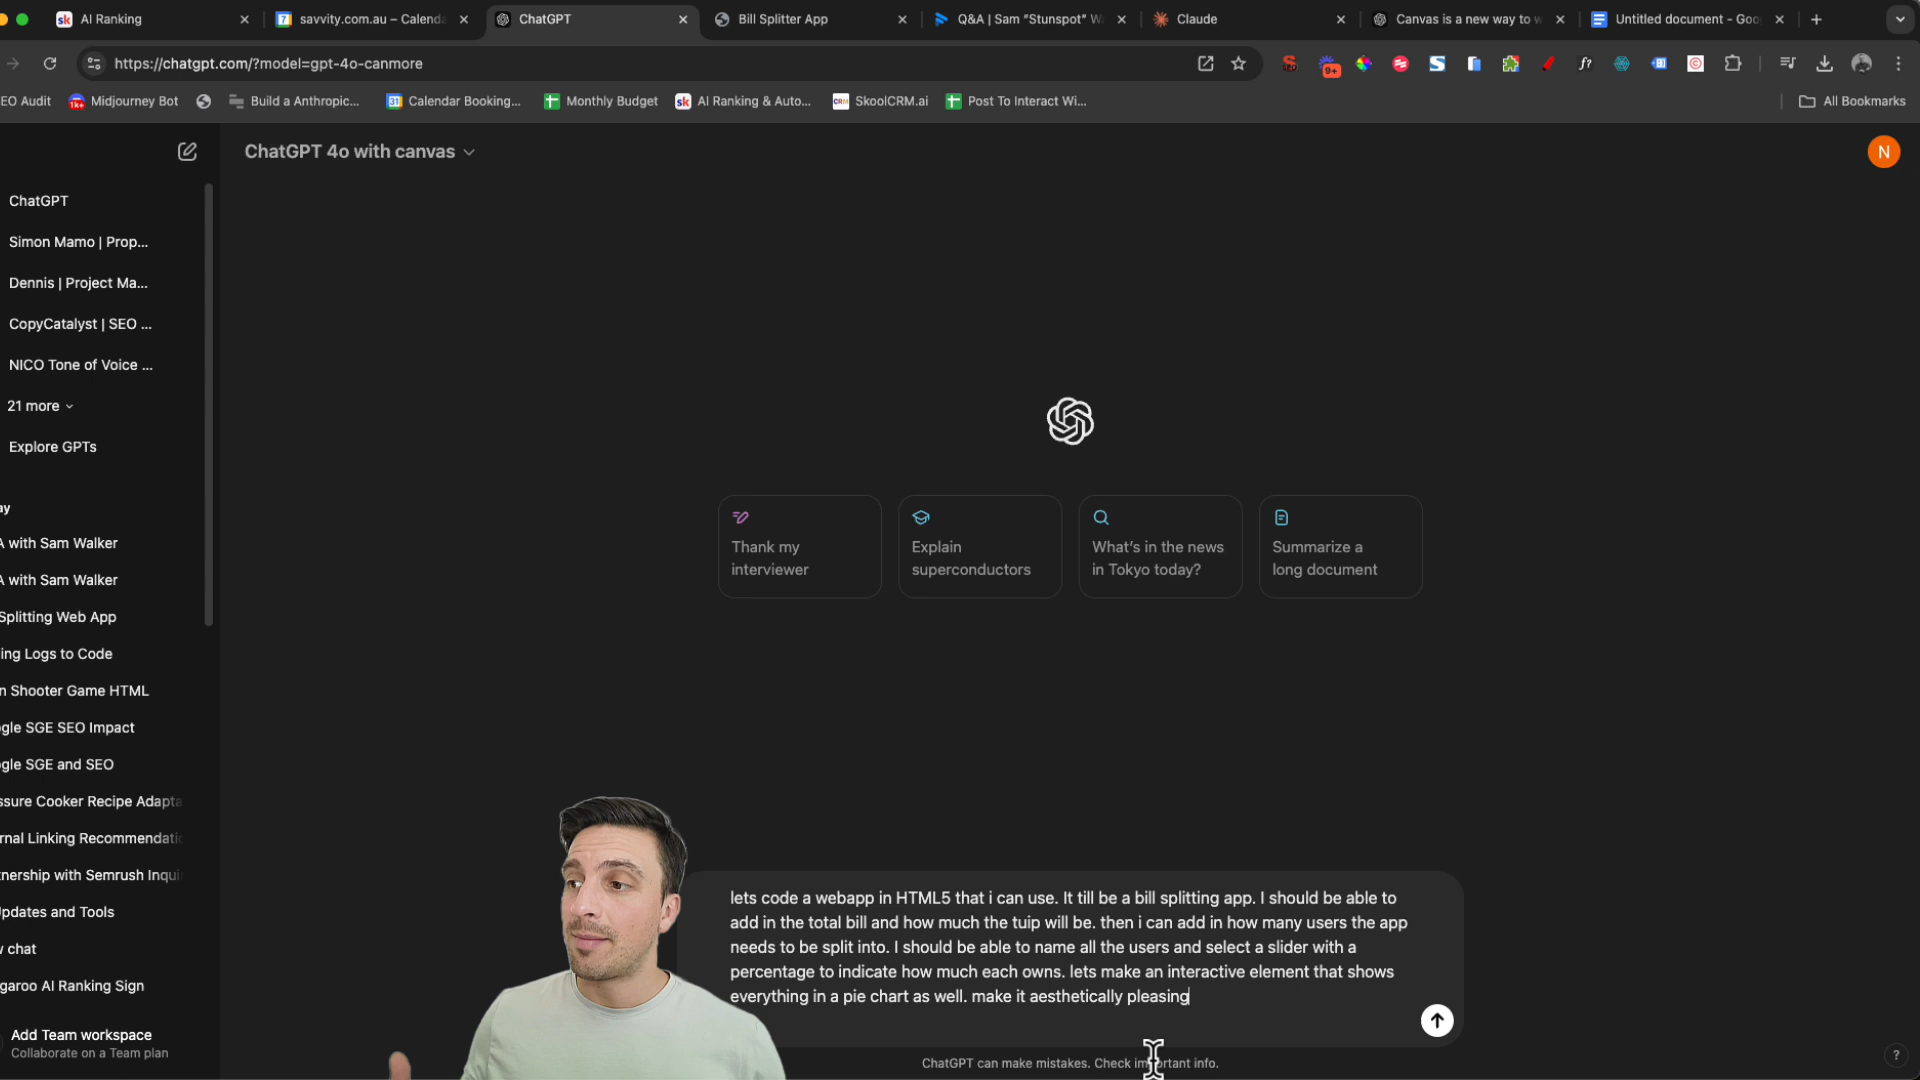 AI Ranking
savvity.com.au – Calend
ChatGPT
Bill Splitter App
Q&A | Sam "Stunspot" W
Claude
Canvas is a new way to w
Untitled document - Goo
https://chatgpt.com/?model=gpt-4o-canmore
9+
EO Audit
Midjourney Bot
Build a Anthropic...
Calendar Booking...
Monthly Budget
AI Ranking & Auto...
SkoolCRM.ai
Post To Interact Wi...
All Bookmarks
ChatGPT 4o with canvas
N
ChatGPT
Simon Mamo | Prop...
Dennis | Project Ma...
CopyCatalyst | SEO ...
NICO Tone of Voice ...
21 more
Explore GPTs
ay
A with Sam Walker
A with Sam Walker
Splitting Web App
ing Logs to Code
n Shooter Game HTML
gle SGE SEO Impact
gle SGE and SEO
ssure Cooker Recipe Adapta
rnal Linking Recommendatio
tnership with Semrush Inqui
Updates and Tools
w chat
garoo AI Ranking Sign
Add Team workspace
Collaborate on a Team plan
Thank my
interviewer
Explain
superconductors
What's in the news
in Tokyo today?
Summarize a
long document
lets code a webapp in HTML5 that i can use. It till be a bill splitting app. I should be able to
add in the total bill and how much the tuip will be. then i can add in how many users the app
needs to be split into. I should be able to name all the users and select a slider with a
percentage to indicate how much each owns. lets make an interactive element that shows
everything in a pie chart as well. make it aesthetically pleasing
ChatGPT can make mistakes. Check important info.
?